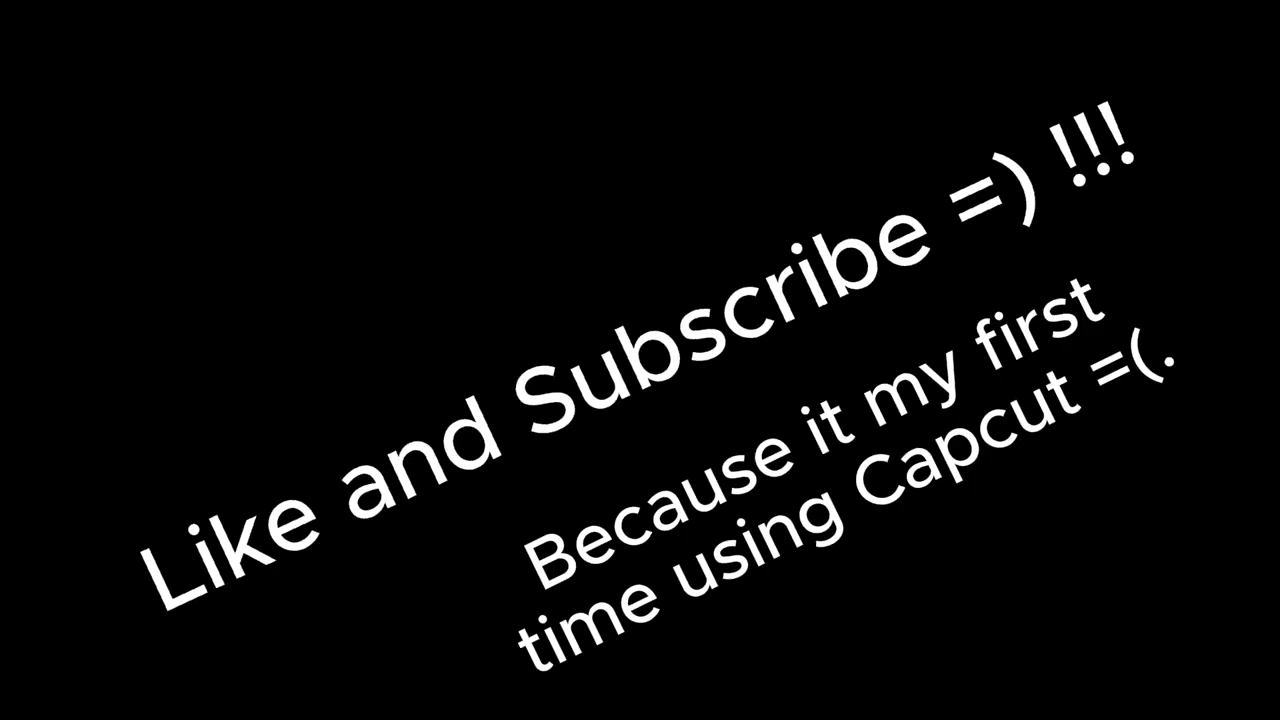 Like and Subscribe =) !!!
Because it my first
time using Capcut =(.